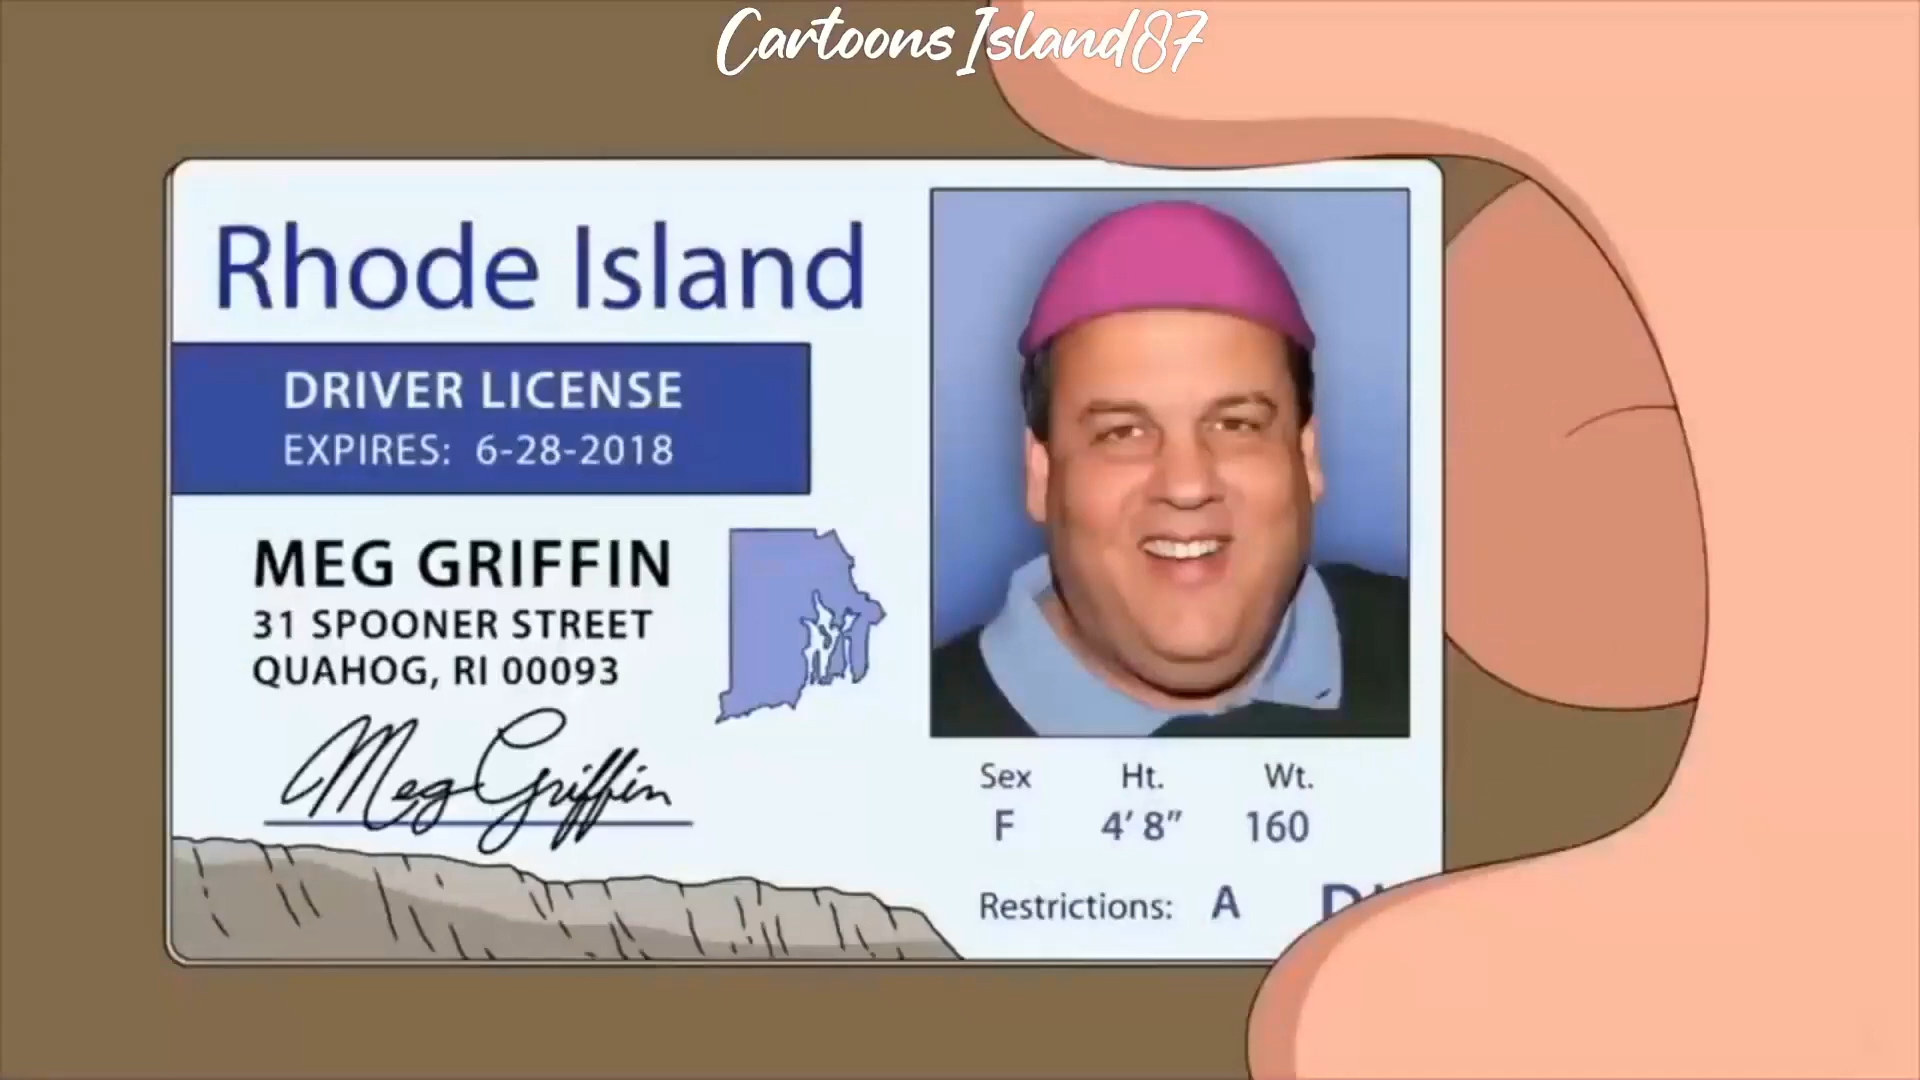 Cartoons Island87
Rhode Island
DRIVER LICENSE
EXPIRES: 6-28-2018
MEG GRIFFIN
31 SPOONER STREET
QUAHOG, RI 00093
Meg Griffin
Sex Ht. Wt.
F 4' 8" 160
Restrictions: A